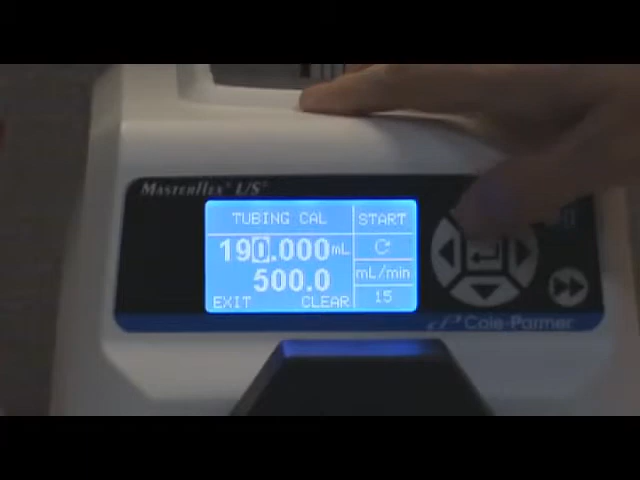 MASTERFLEX® L/S®
TUBING CAL
START
190.000mL
500.0
mL/min
EXIT
CLEAR
15
Cole-Parmer